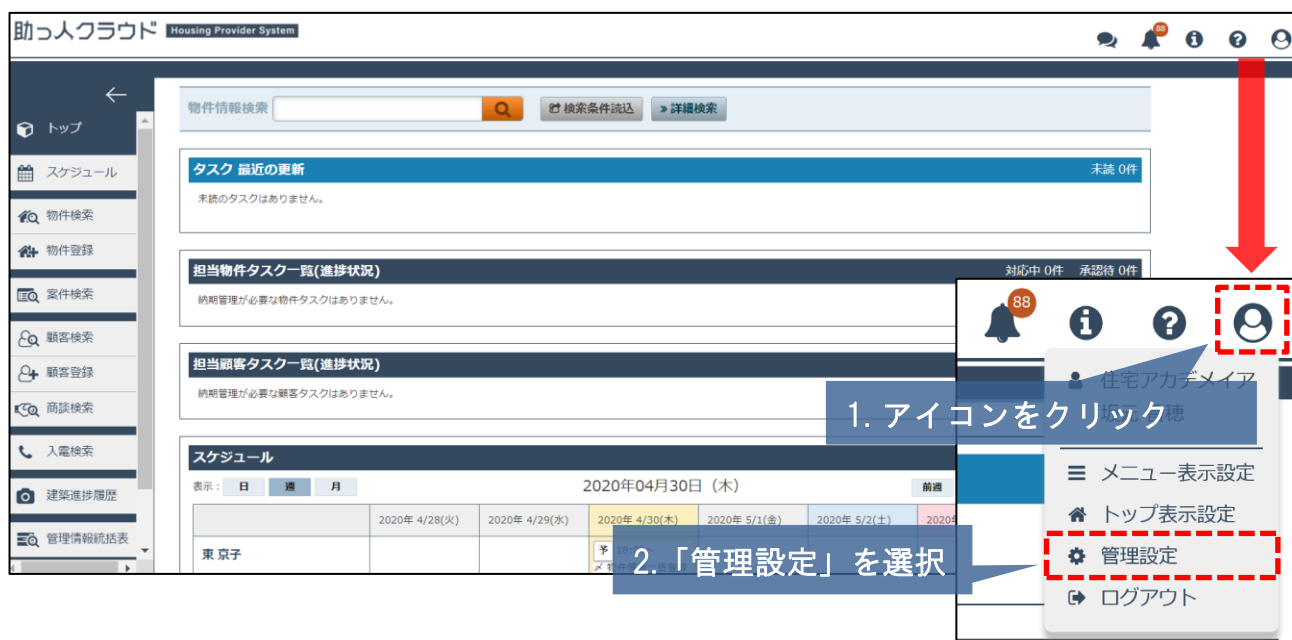 助っ人クラウド Housing Provider System
88
←
トップ
スケジュール
物件検索
物件登録
案件検索
顧客検索
顧客登録
商談検索
入電検索
建築進捗履歴
管理情報統括表
物件情報検索 検索条件読込 » 詳細検索
タスク 最近の更新 未読 0件
未読のタスクはありません。
担当物件タスク一覧(進捗状況) 対応中 0件 承認待 0件
納期管理が必要な物件タスクはありません。
担当顧客タスク一覧(進捗状況)
納期管理が必要な顧客タスクはありません。
スケジュール
表示： 日 週 月 2020年04月30日（木） 前週
2020年 4/28(火) 2020年 4/29(水) 2020年 4/30(木) 2020年 5/1(金) 2020年 5/2(土)
東 京子
予
88
住宅アカデメイア
1. アイコンをクリック
メニュー表示設定
トップ表示設定
2.「管理設定」を選択
管理設定
ログアウト